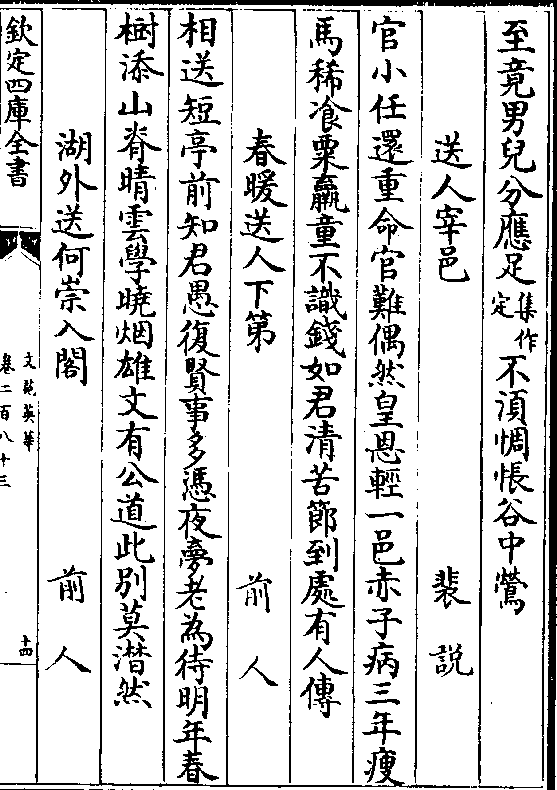 至竟男兒分應足集作定不須惆悵谷中鶯
送人宰邑 裴說
官小任還重命官難偶然皇恩輕一邑赤子病三年瘦
馬稀飡粟羸童不識錢如君清苦節到處有人傳
春暖送人下第 前人
相送短亭前知君愚復賢事多憑夜夢老為待明年春
樹添山脊晴雲學曉烟雄文有公道此別莫潸然
湖外送何崇入閣 前人
欽定四庫全書 文苑英華 卷二百八十三 十四